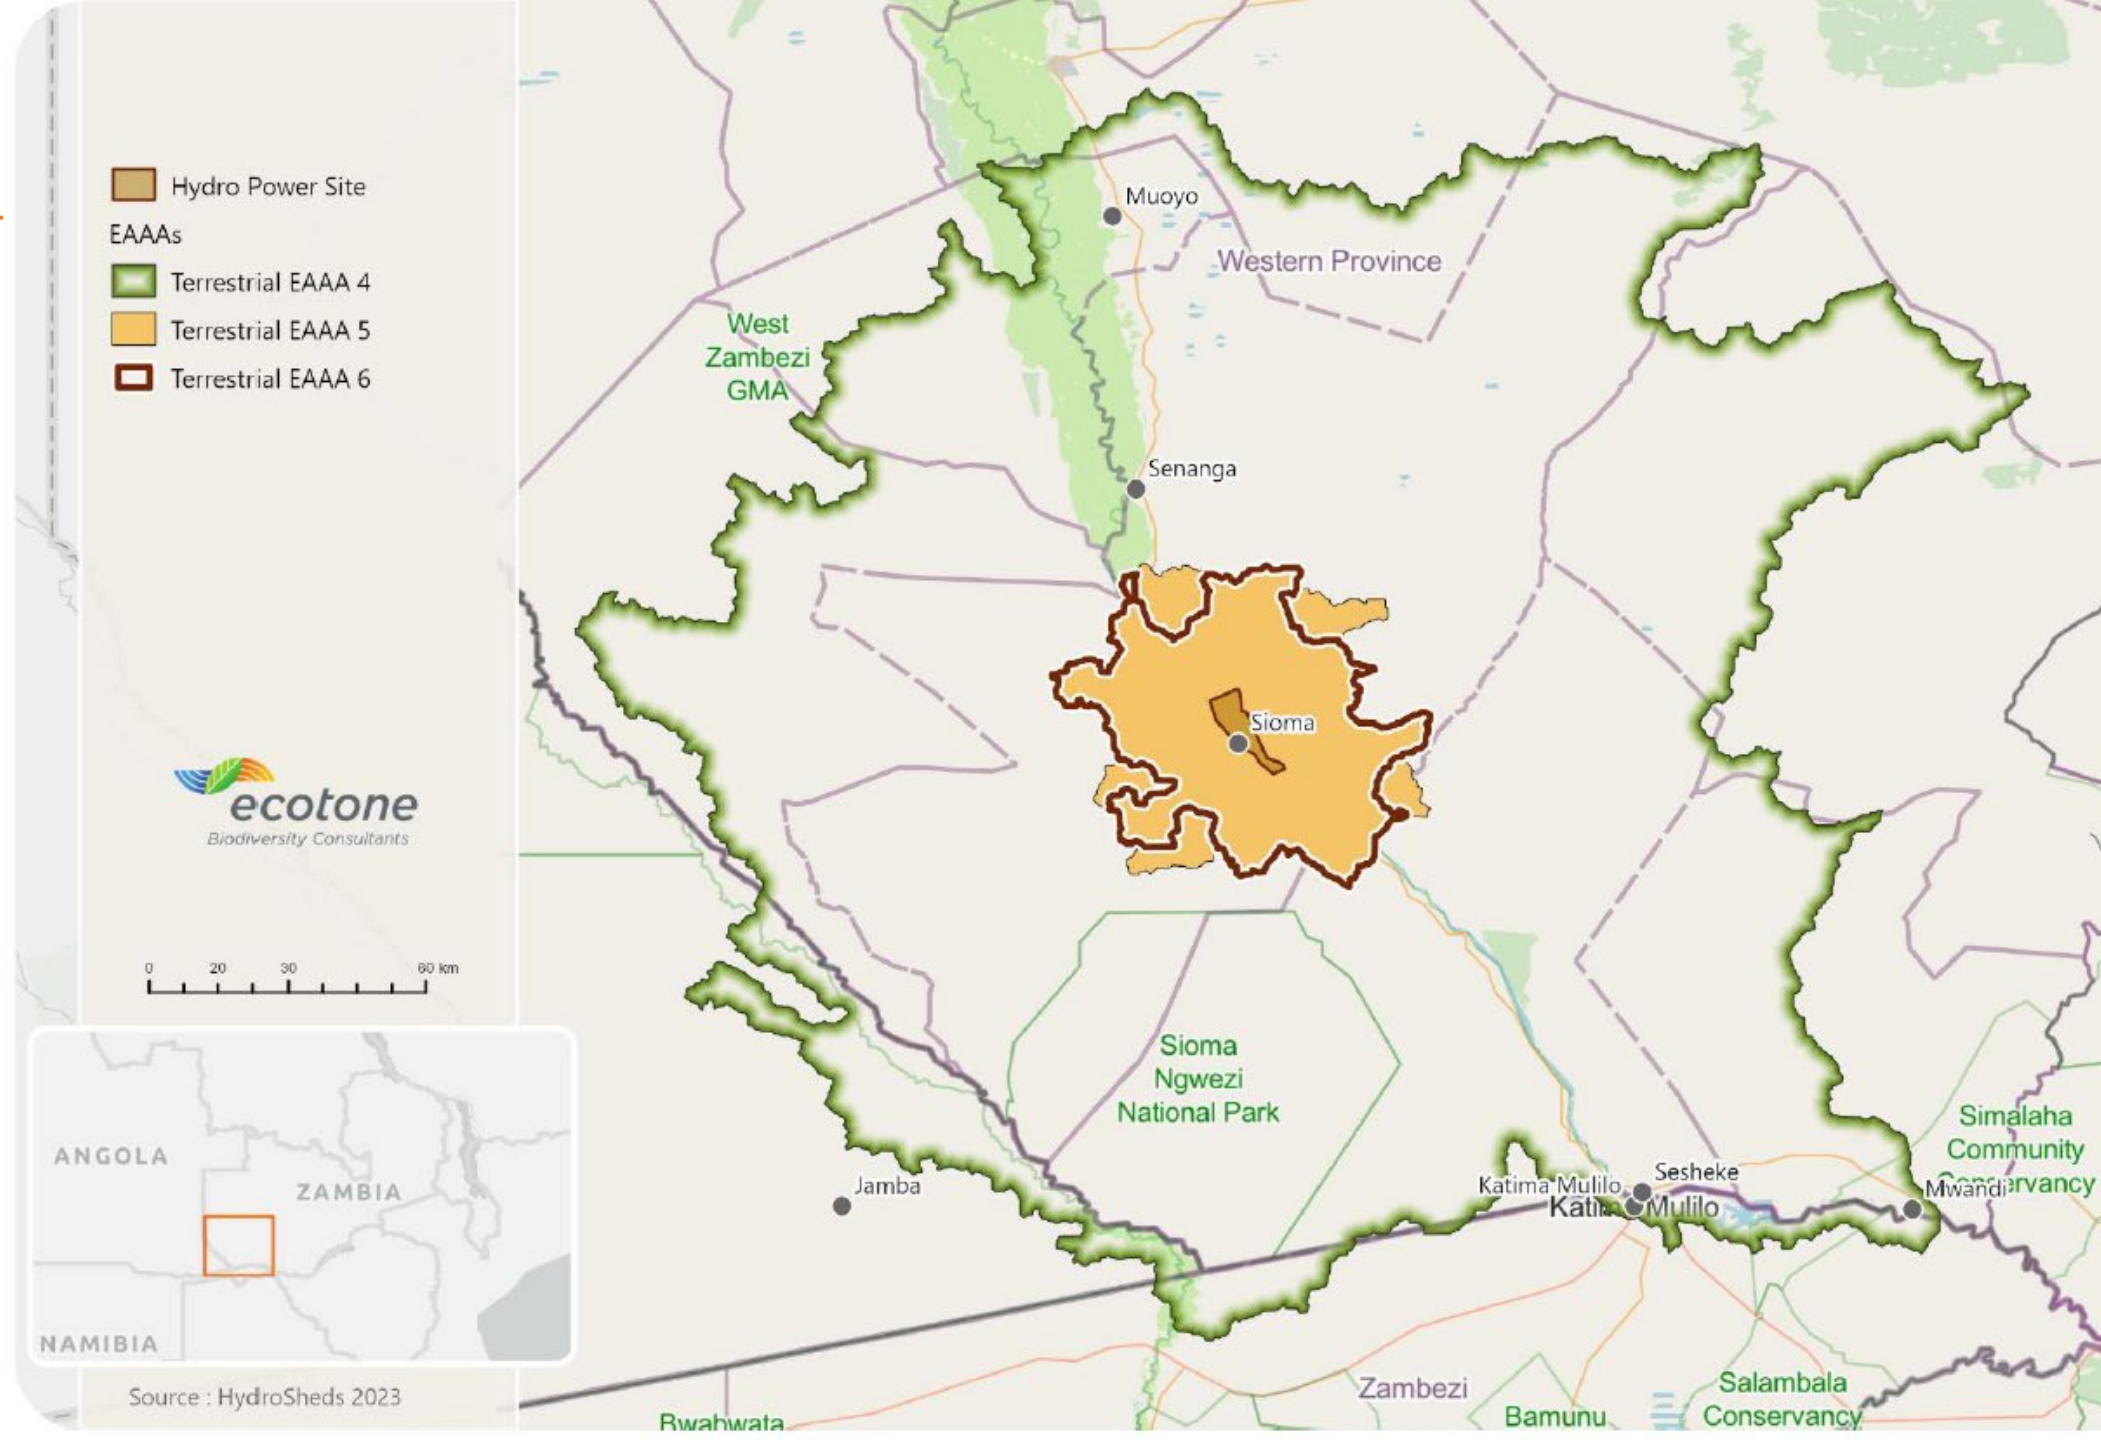 Hydro Power Site
EAAAs
Terrestrial EAAA 4
Terrestrial EAAA 5
Terrestrial EAAA 6
ecotone
Biodiversity Consultants
0 20 30 60 km
ANGOLA
ZAMBIA
NAMIBIA
Source : HydroSheds 2023
Muoyo
Western Province
West
Zambezi
GMA
Senanga
Sioma
Sioma
Ngwezi
National Park
Jamba
Katima Mulilo
Sesheke
Mulilo
Mwandi
Simalaha
Community
Conservancy
Zambezi
Bwabwata
Bamunu
Salambala
Conservancy